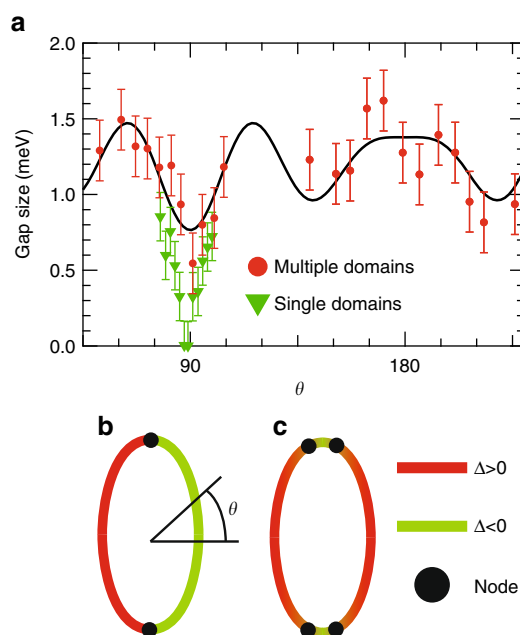 a
2.0
1.5
1.0
0.5
0.0
Gap size (meV)
Multiple domains
Single domains
90
180
θ
b
c
θ
Δ>0
Δ<0
Node